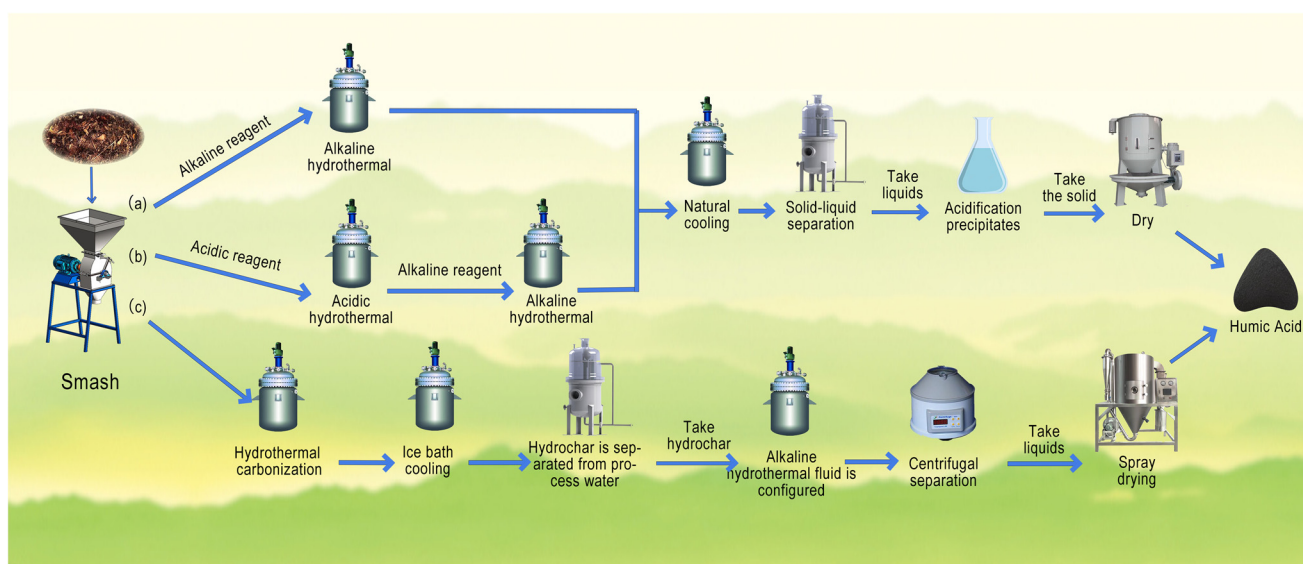 Alkaline reagent
Alkaline
hydrothermal
(a)
(b)
(c)
Smash
Acidic reagent
Acidic
hydrothermal
Alkaline reagent
Alkaline
hydrothermal
Natural
cooling
Solid-liquid
separation
Take
liquids
Acidification
precipitates
Take
the solid
Dry
Humic Acid
Hydrothermal
carbonization
Ice bath
cooling
Hydrochar is sep-
arated from pro-
cess water
Take
hydrochar
Alkaline
hydrothermal fluid is
configured
Centrifugal
separation
Take
liquids
Spray
drying